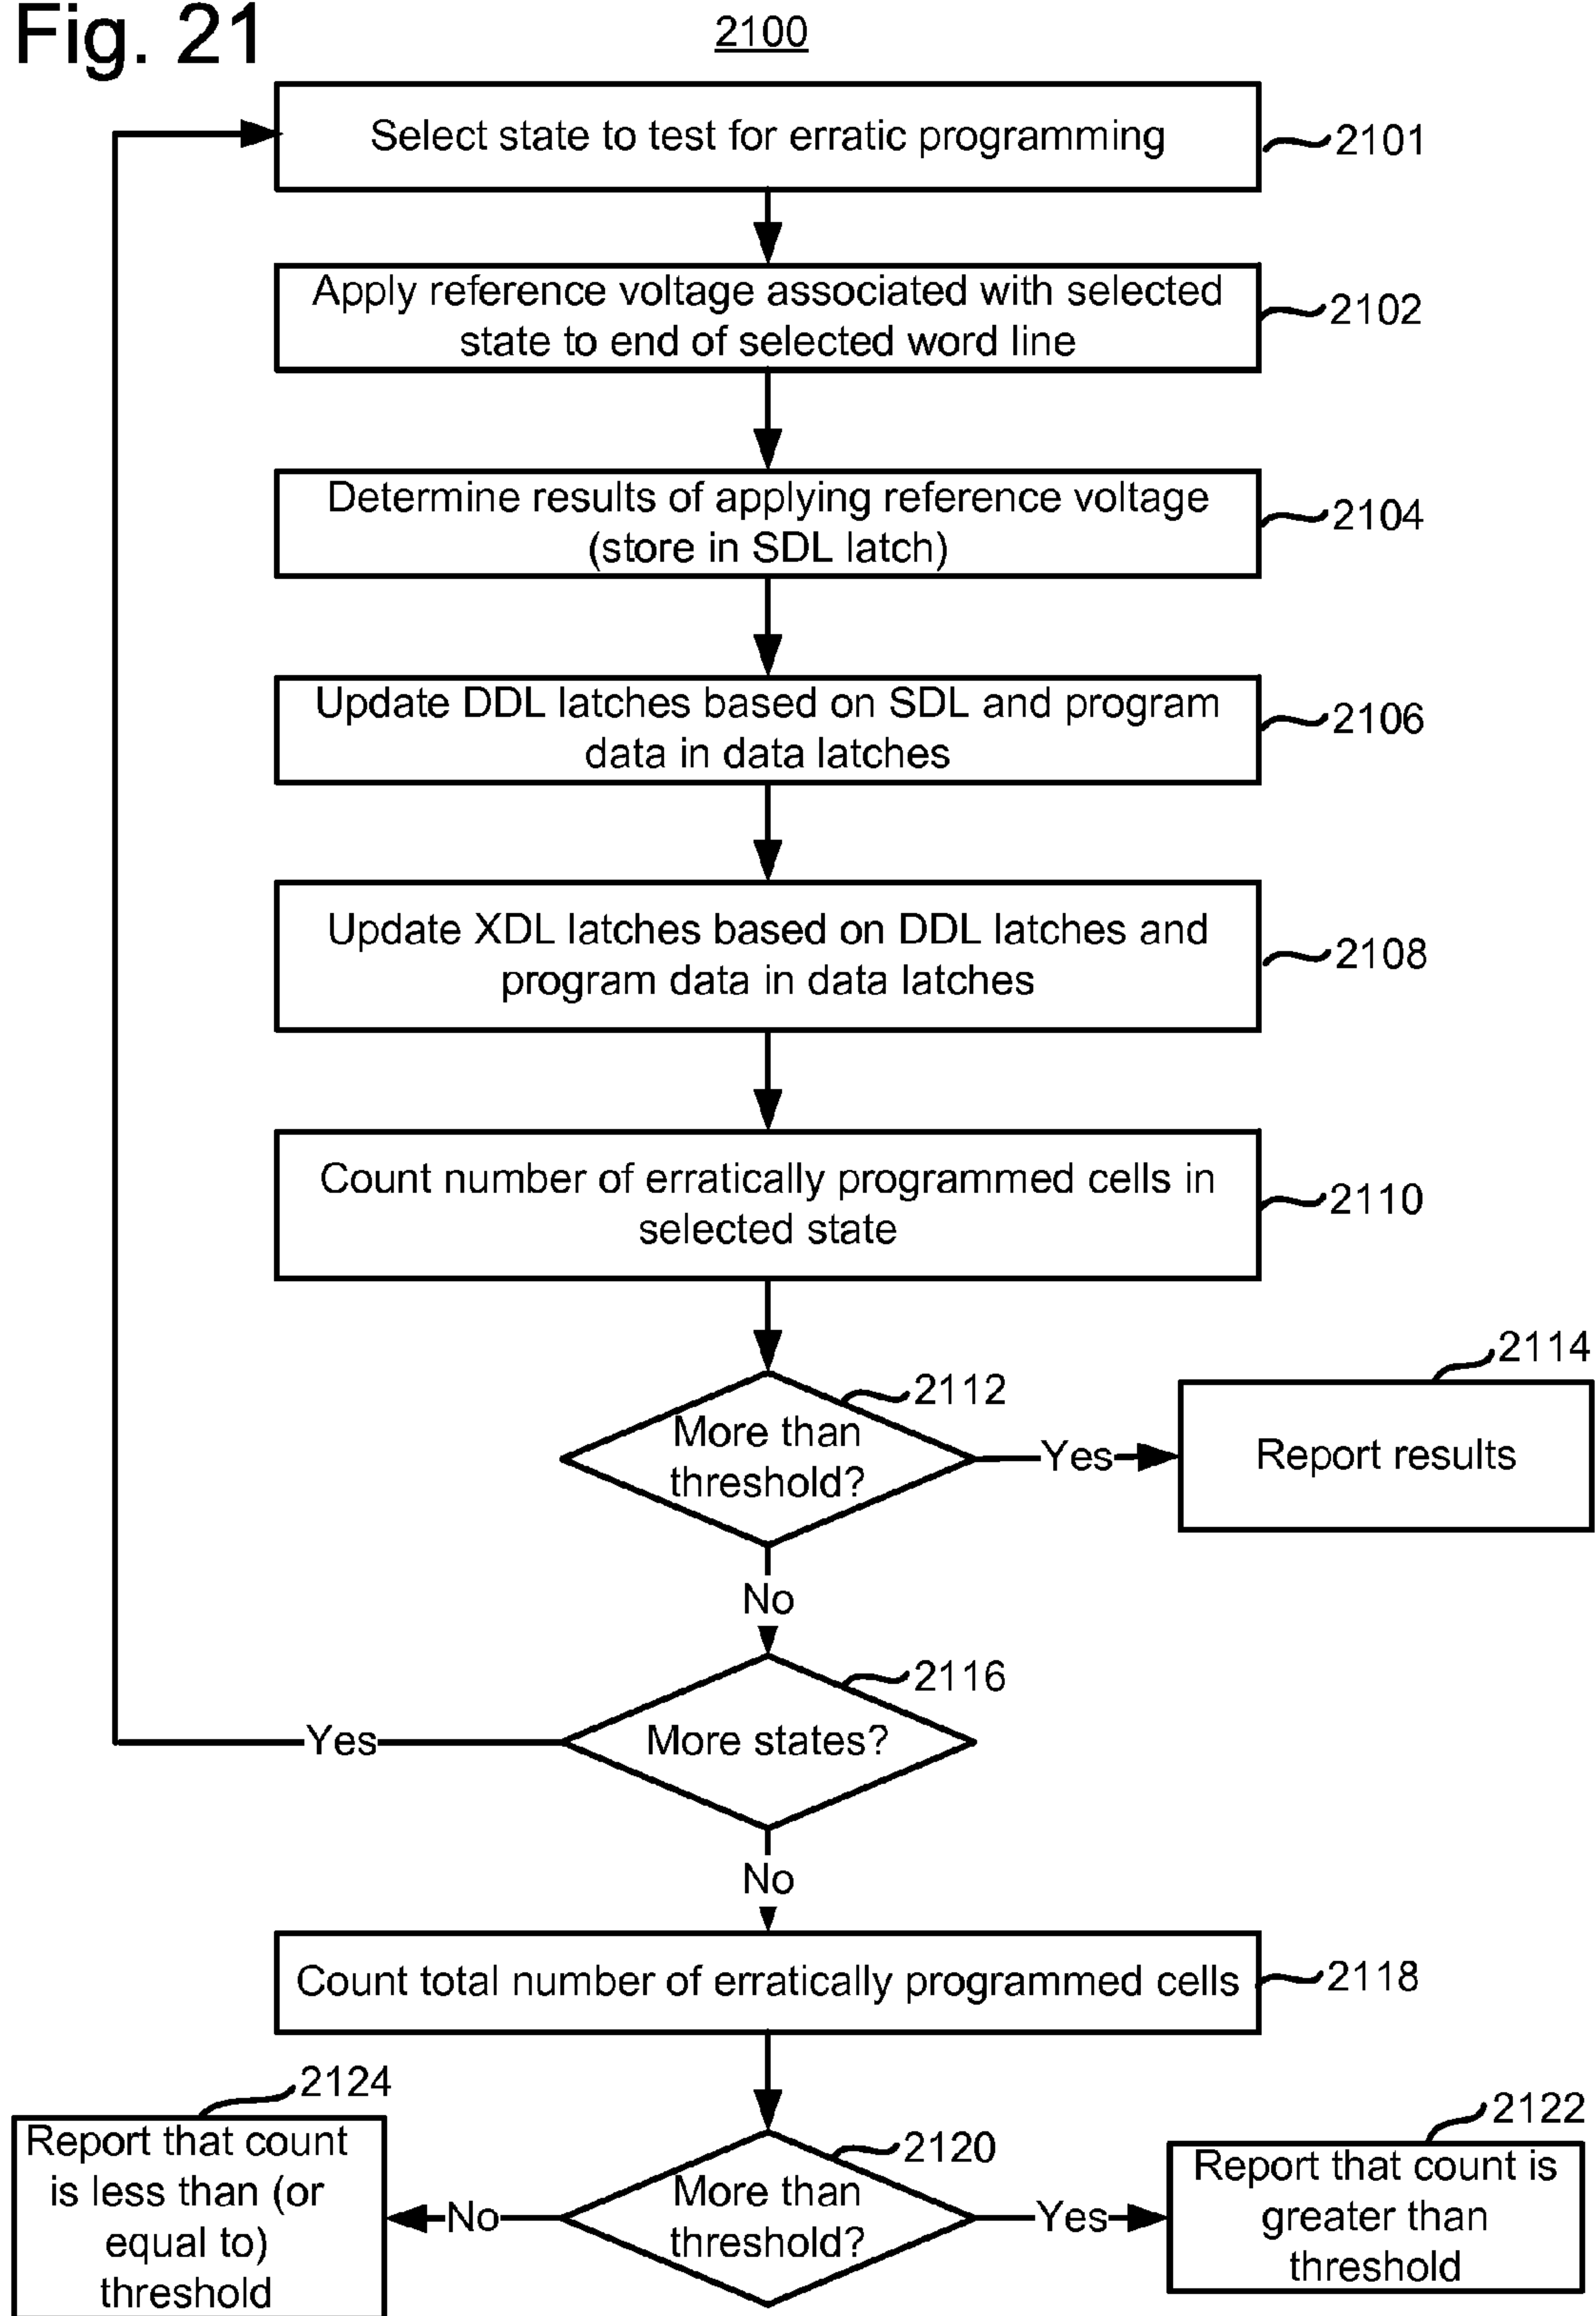 Fig. 21
2100
Select state to test for erratic programming
2101
Apply reference voltage associated with selected
state to end of selected word line
2102
Determine results of applying reference voltage
(store in SDL latch)
2104
Update DDL latches based on SDL and program
data in data latches
2106
Update XDL latches based on DDL latches and
program data in data latches
2108
Count number of erratically programmed cells in
selected state
2110
2112
More than
threshold?
Yes
2114
Report results
No
2116
More states?
Yes
No
Count total number of erratically programmed cells
2118
2120
More than
threshold?
No
2124
Report that count
is less than (or
equal to)
threshold
Yes
2122
Report that count is
greater than
threshold